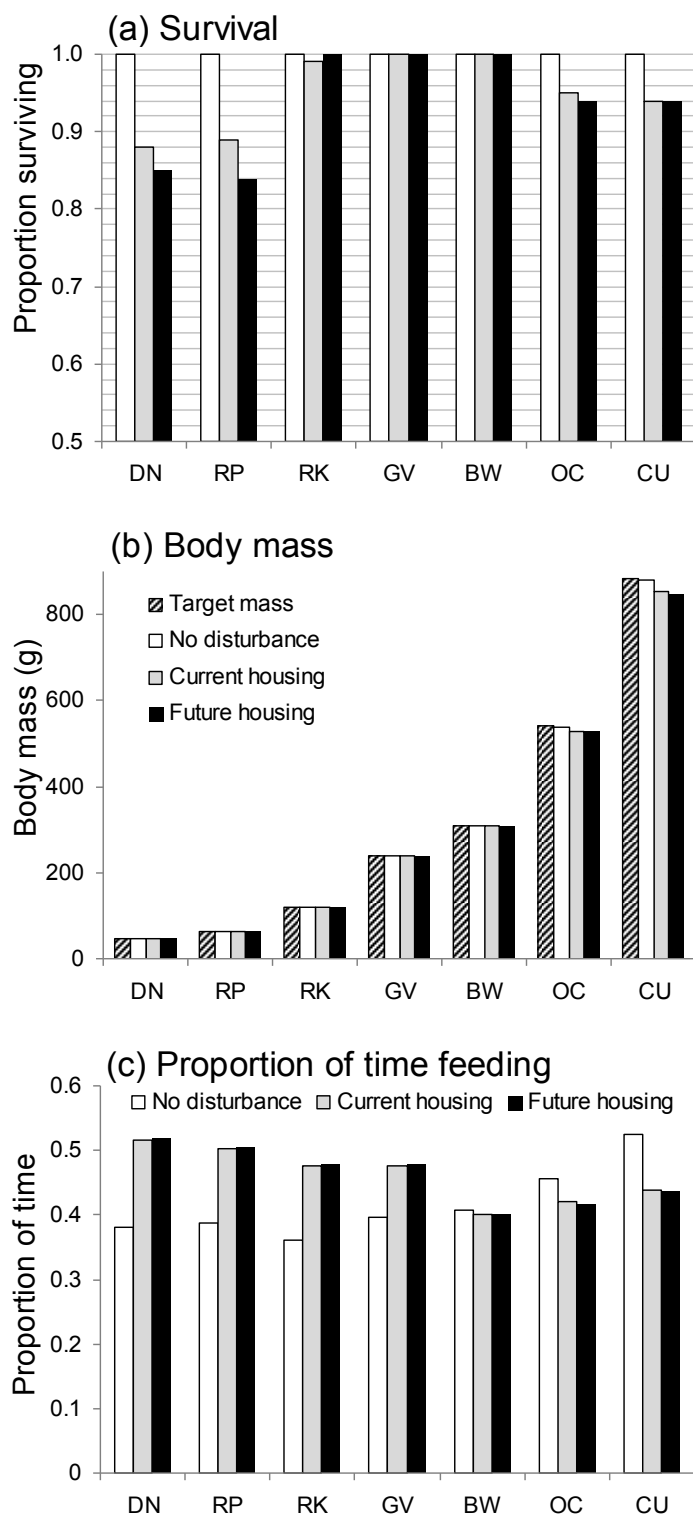 (a) Survival
Proportion surviving
1.0
0.9
0.8
0.7
0.6
0.5
DN RP RK GV BW OC CU
(b) Body mass
Body mass (g)
800
600
400
200
0
Target mass
No disturbance
Current housing
Future housing
DN RP RK GV BW OC CU
(c) Proportion of time feeding
No disturbance Current housing Future housing
Proportion of time
0.6
0.5
0.4
0.3
0.2
0.1
0
DN RP RK GV BW OC CU